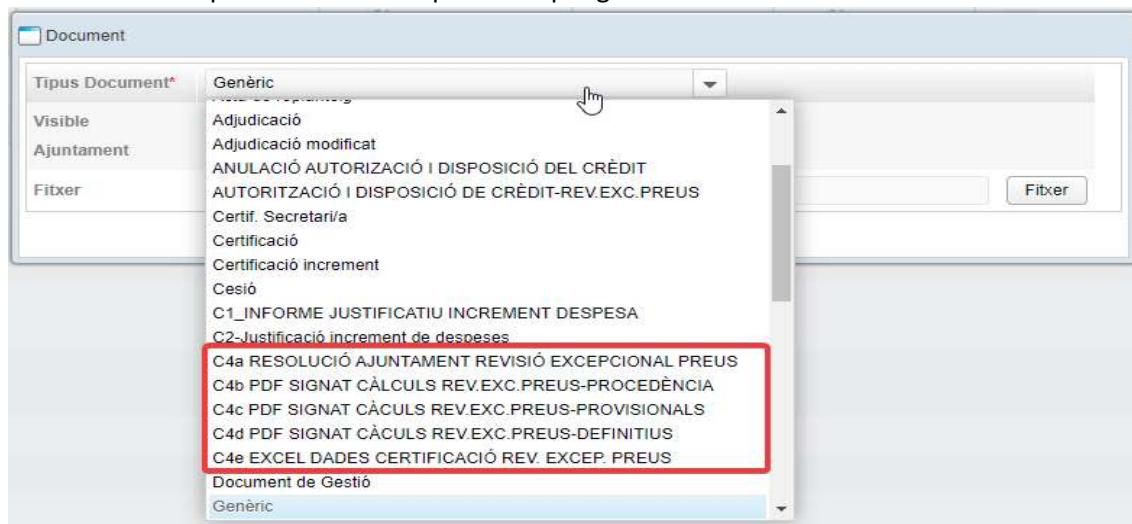 Document
Tipus Document*
Genèric
Adjudicació
Visible
Ajuntament
Adjudicació modificat
ANULACIÓ AUTORIZACIÓ I DISPOSICIÓ DEL CRÈDIT
Fitxer
AUTORITZACIÓ I DISPOSICIÓ DE CRÈDIT-REV.EXC.PREUS
Fitxer
Certif. Secretari/a
Certificació
Certificació increment
Cesió
C1_INFORME JUSTIFICATIU INCREMENT DESPESA
C2-Justificació increment de despeses
C4a RESOLUCIÓ AJUNTAMENT REVISIÓ EXCEPCIONAL PREUS
C4b PDF SIGNAT CÀLCULS REV.EXC.PREUS-PROCEDÈNCIA
C4c PDF SIGNAT CÀCULS REV.EXC.PREUS-PROVISIONALS
C4d PDF SIGNAT CÀCULS REV.EXC.PREUS-DEFINITIUS
C4e EXCEL DADES CERTIFICACIÓ REV. EXCEP. PREUS
Document de Gestió
Genèric